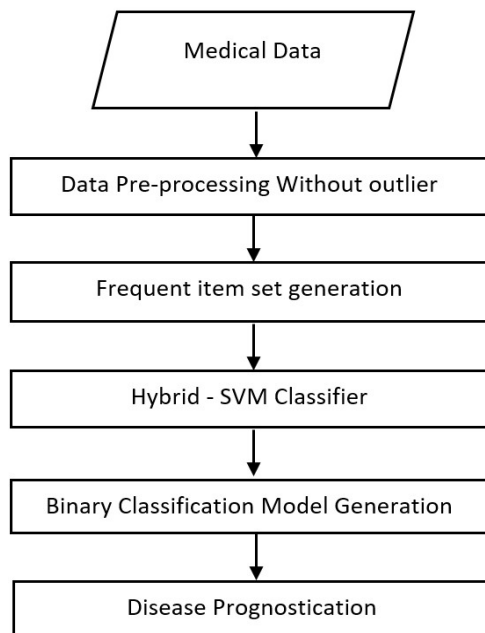 Medical Data
Data Pre-processing Without outlier
Frequent item set generation
Hybrid - SVM Classifier
Binary Classification Model Generation
Disease Prognostication